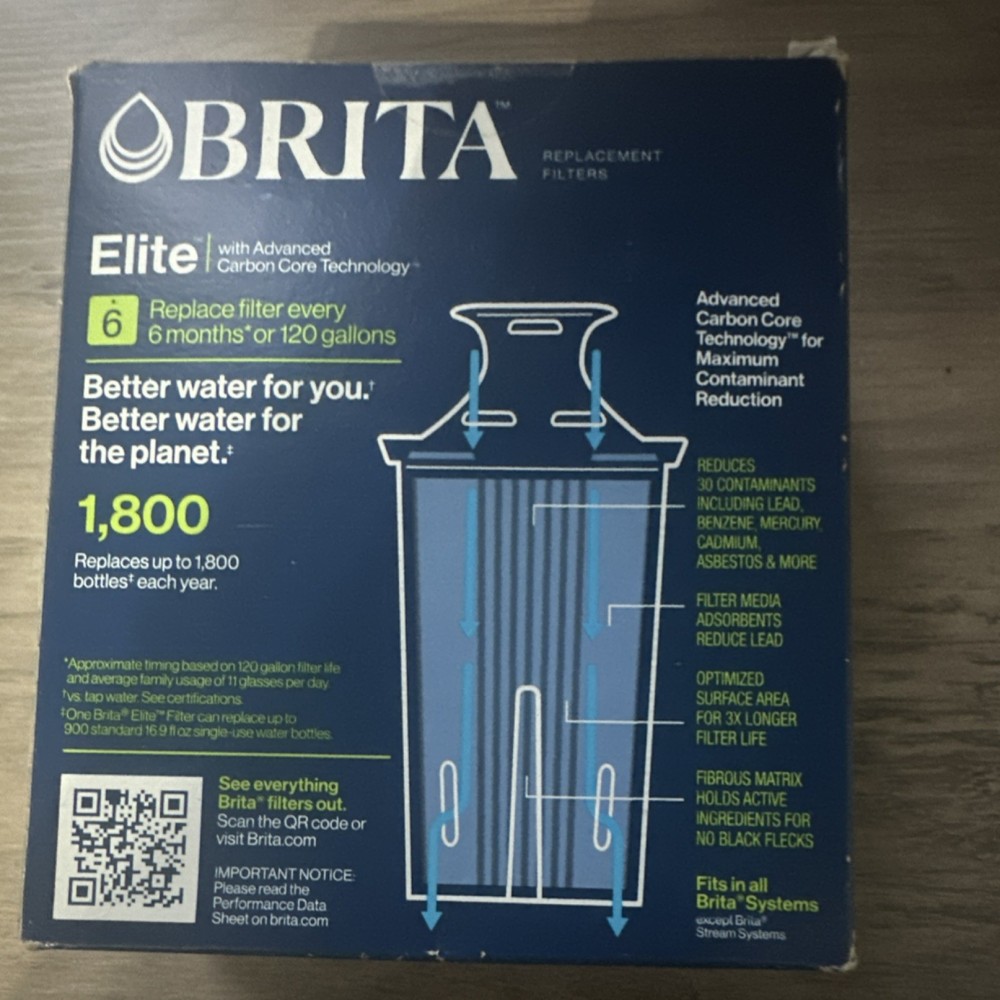 BRITA™
REPLACEMENT
FILTERS
Elite™
with Advanced
Carbon Core Technology™
6
Replace filter every
6 months* or 120 gallons
Better water for you.†
Better water for
the planet.‡
1,800
Replaces up to 1,800
bottles‡ each year.
*Approximate timing based on 120 gallon filter life
and average family usage of 11 glasses per day.
†vs. tap water. See certifications.
‡One Brita® Elite™ Filter can replace up to
900 standard 16.9 fl oz single-use water bottles.
See everything
Brita® filters out.
Scan the QR code or
visit Brita.com
IMPORTANT NOTICE:
Please read the
Performance Data
Sheet on brita.com
Advanced
Carbon Core
Technology™ for
Maximum
Contaminant
Reduction
REDUCES
30 CONTAMINANTS
INCLUDING LEAD,
BENZENE, MERCURY,
CADMIUM,
ASBESTOS & MORE
FILTER MEDIA
ADSORBENTS
REDUCE LEAD
OPTIMIZED
SURFACE AREA
FOR 3X LONGER
FILTER LIFE
FIBROUS MATRIX
HOLDS ACTIVE
INGREDIENTS FOR
NO BLACK FLECKS
Fits in all
Brita® Systems
except Brita®
Stream Systems